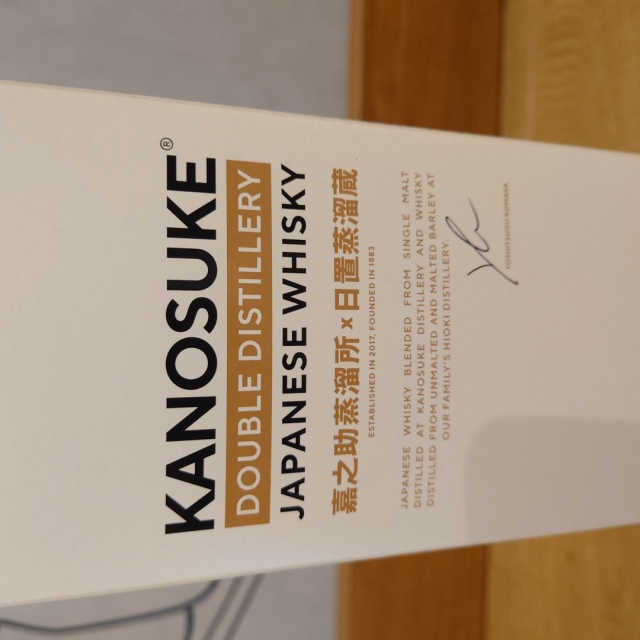 KANOSUKE®
DOUBLE DISTILLERY
JAPANESE WHISKY
嘉之助蒸溜所×日置蒸溜蔵
ESTABLISHED IN 2017, FOUNDED IN 1883
JAPANESE WHISKY BLENDED FROM SINGLE MALT
DISTILLED AT KANOSUKE DISTILLERY AND WHISKY
DISTILLED FROM UNMALTED AND MALTED BARLEY AT
OUR FAMILY'S HIOKI DISTILLERY.
YOSHITSUGU KOMASA